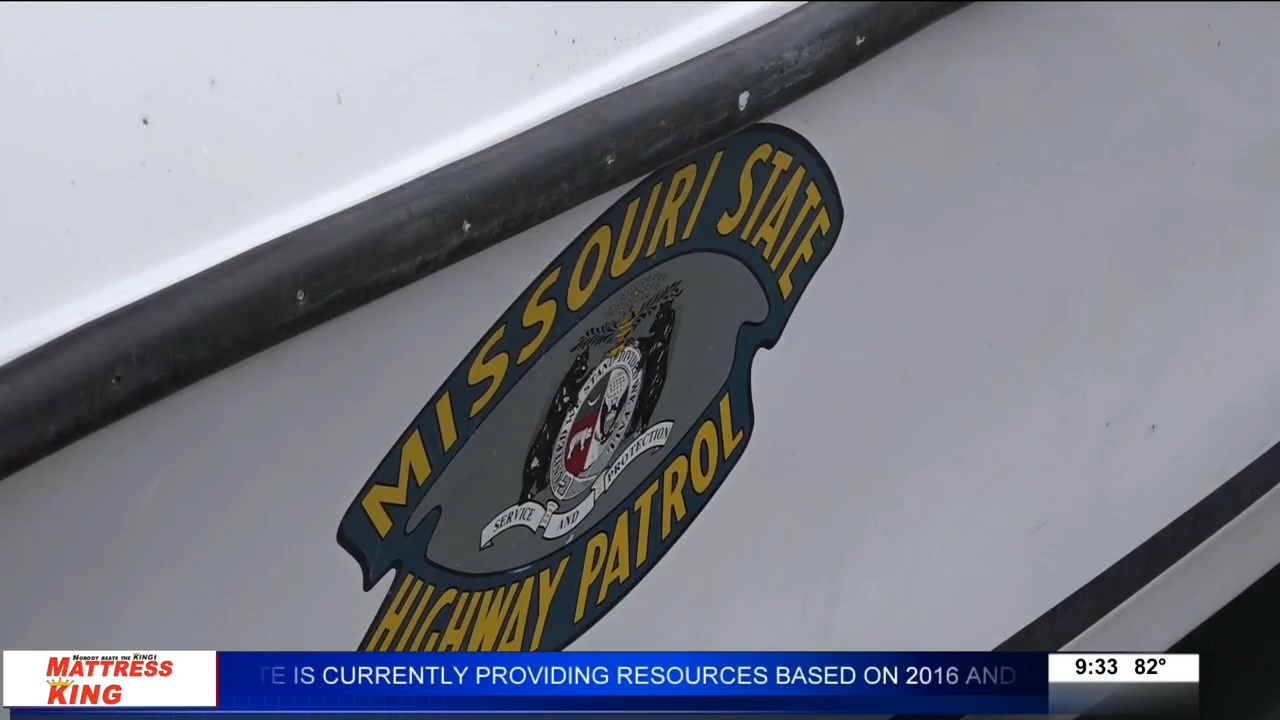 MISSOURI STATE
SERVICE AND PROTECTION
HIGHWAY PATROL
NOBODY BEATS THE KING!
MATTRESS
KING
TE IS CURRENTLY PROVIDING RESOURCES BASED ON 2016 AND
9:33 82°